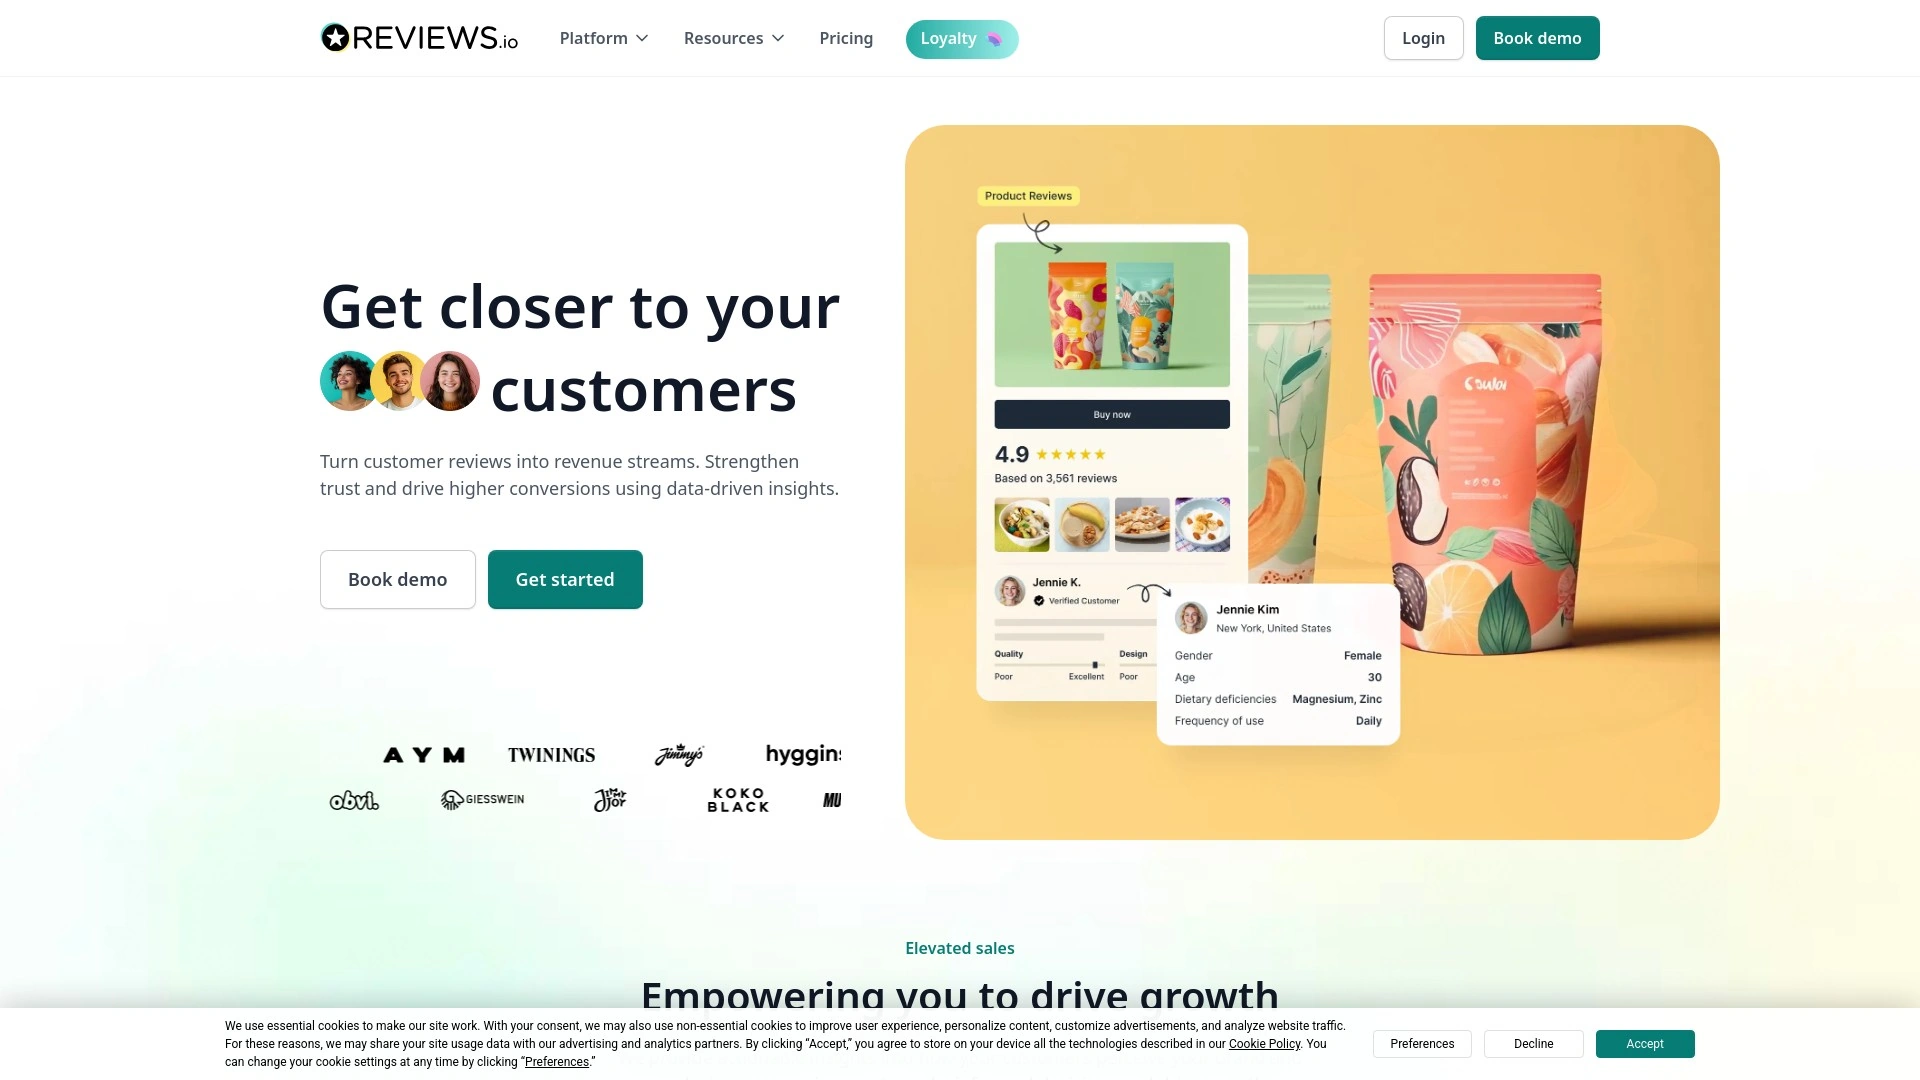 REVIEWS.io
Platform
Resources
Pricing
Loyalty
Login
Book demo
Get closer to your
customers
Turn customer reviews into revenue streams. Strengthen
trust and drive higher conversions using data-driven insights.
Book demo
Get started
AYM
TWININGS
Jimmy's
hyggins
obvi.
GIESSWEIN
JIMMY JOY
KOKO
BLACK
MU
Product Reviews
Buy now
4.9
Based on 3,561 reviews
Jennie K.
Verified Customer
Quality
Design
Poor
Excellent
Poor
Jennie Kim
New York, United States
Gender Female
Age 30
Dietary deficiencies Magnesium, Zinc
Frequency of use Daily
Elevated sales
Empowering you to drive growth
We use essential cookies to make our site work. With your consent, we may also use non-essential cookies to improve user experience, personalize content, customize advertisements, and analyze website traffic.
For these reasons, we may share your site usage data with our advertising and analytics partners. By clicking “Accept,” you agree to store on your device all the technologies described in our Cookie Policy. You
can change your cookie settings at any time by clicking “Preferences.”
Preferences
Decline
Accept